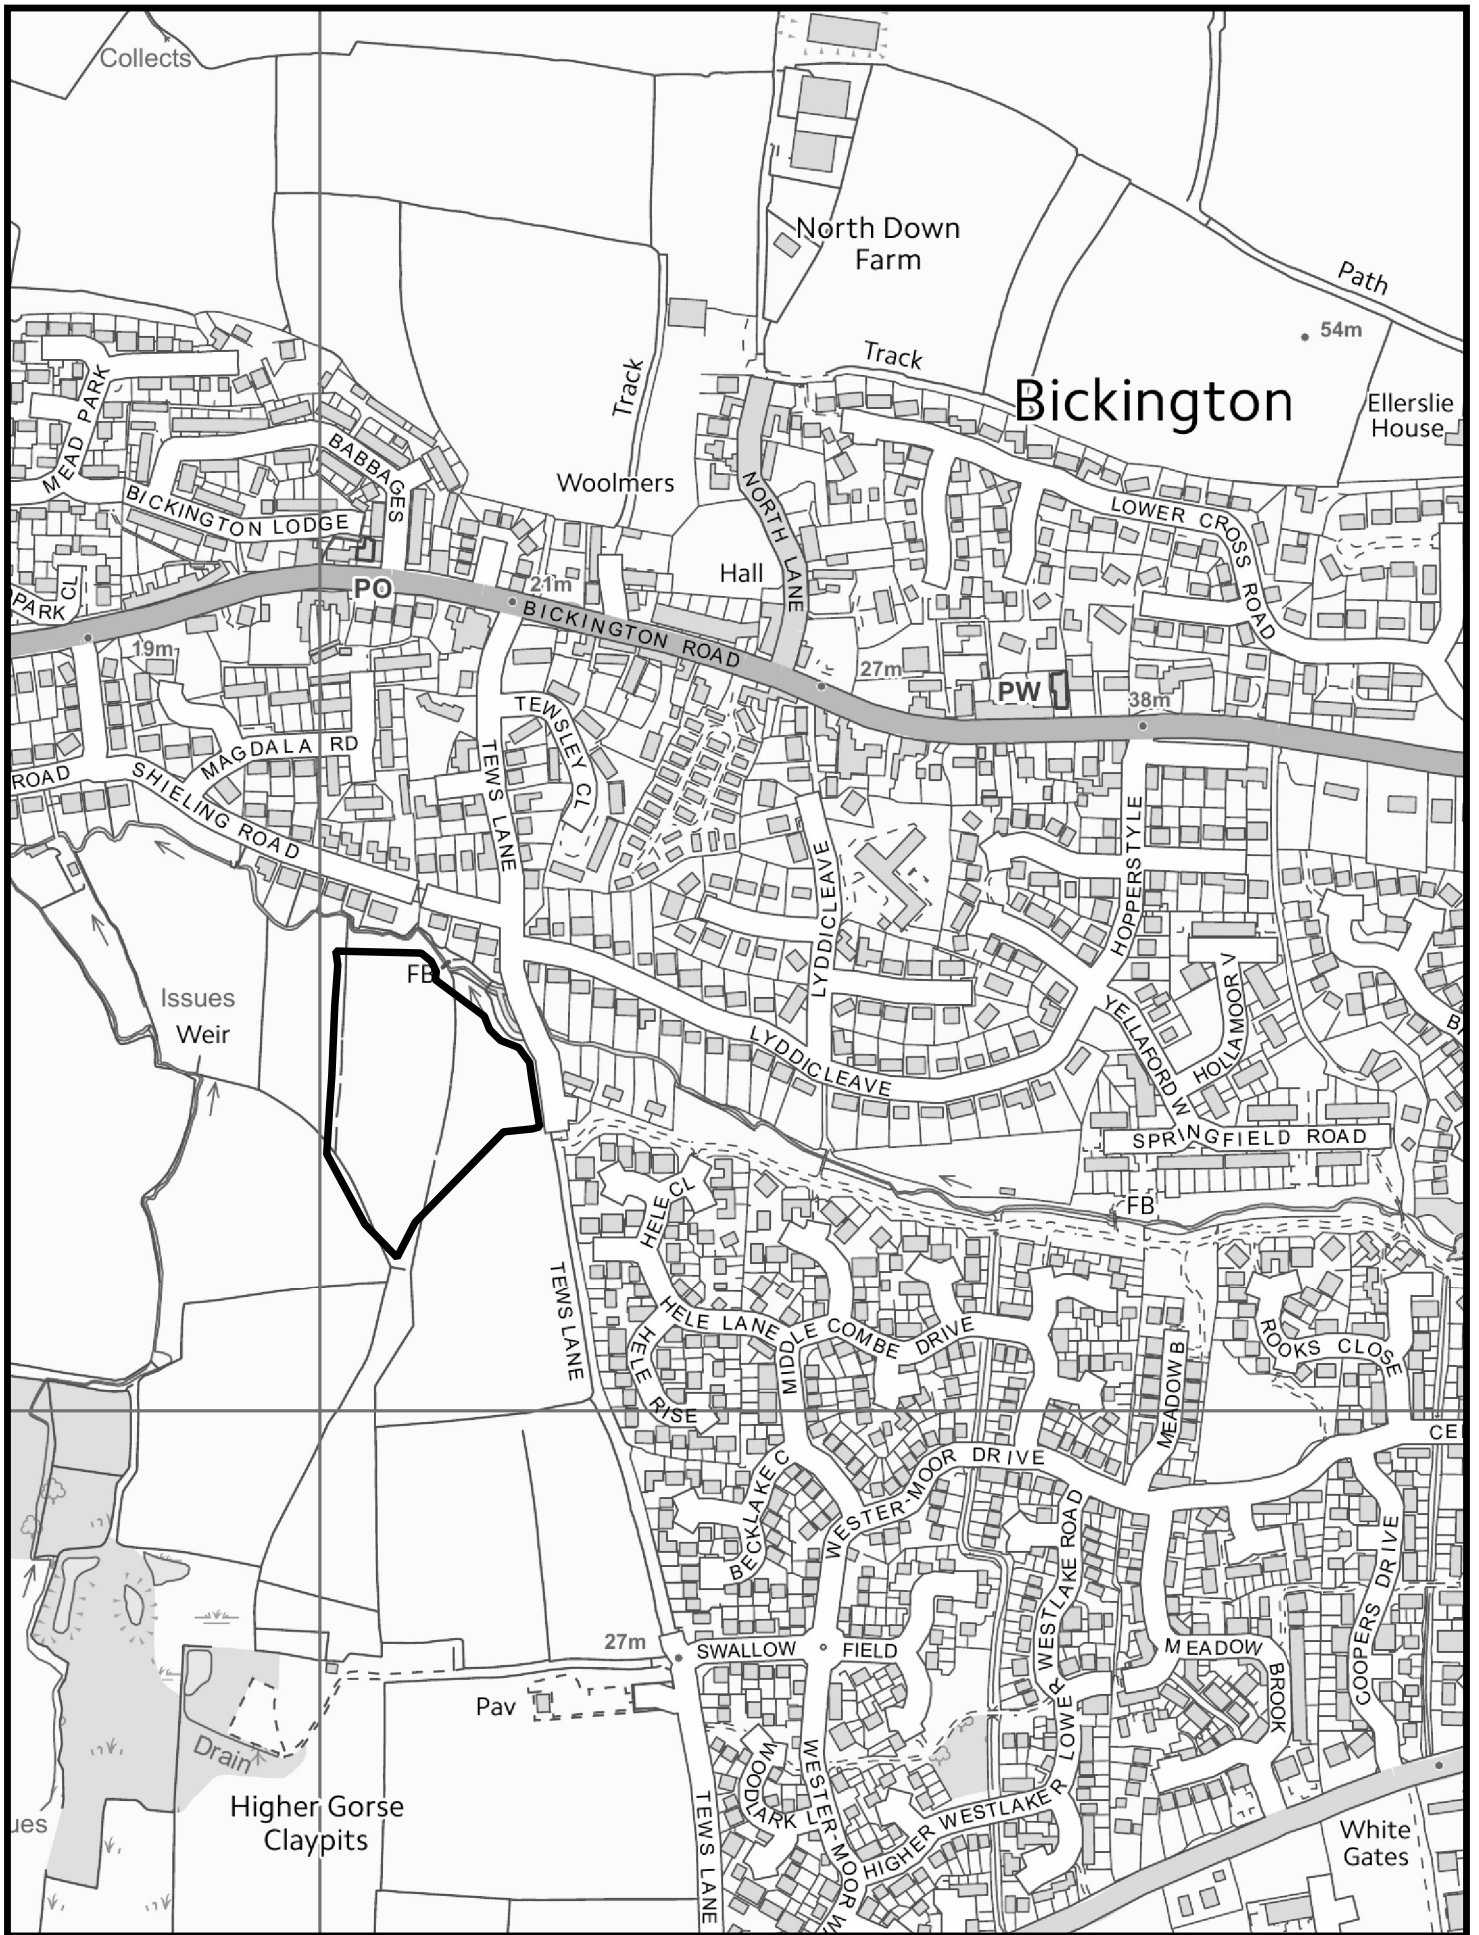 Collects
North Down
Farm
Path
54m
Track
Track
Bickington
Ellerslie
House
MEAD PARK
BABBAGES
BICKINGTON LODGE
Woolmers
NORTH LANE
LOWER CROSS ROAD
Hall
CL
PARK
PO
21m
BICKINGTON ROAD
19m
27m
PW
38m
TEWSLEY CL
MAGDALA RD
ROAD
SHIELING ROAD
TEWS LANE
LYDDICLEAVE
HOPPERSTYLE
FB
Issues
Weir
HOLLAMOOR V
YELLAFORD W
LYDDICLEAVE
SPRINGFIELD ROAD
HELE CL
FB
TEWS LANE
HELE LANE
MIDDLE COMBE DRIVE
HELE RISE
MIDDLE
ROOKS CLOSE
MEADOW B
CE
BECKLAKE C
WESTER-MOOR DRIVE
LOWER WESTLAKE ROAD
COOPERS DRIVE
27m
SWALLOW FIELD
MEADOW BROOK
Pav
Drain
WOODLARK
WESTER-MOOR W
HIGHER WESTLAKE R
TEWS LANE
Higher Gorse
Claypits
ues
White
Gates